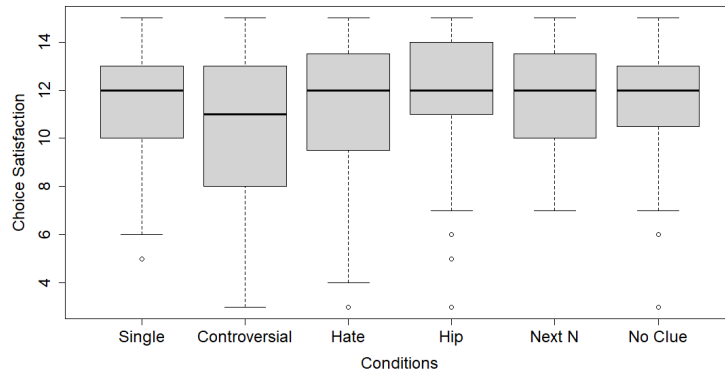 Choice Satisfaction
14
12
10
8
6
4
Single Controversial Hate Hip Next N No Clue
Conditions